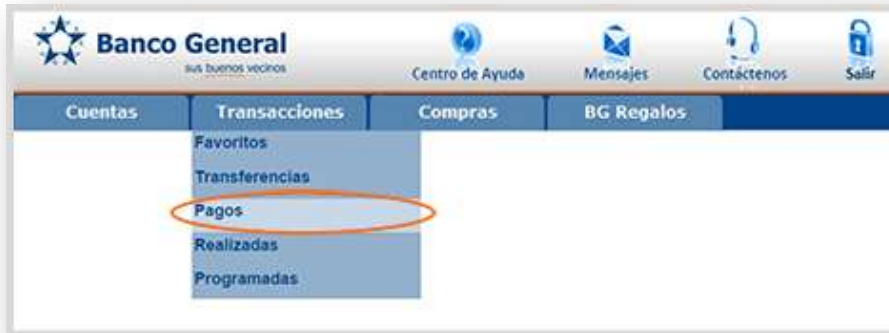 Banco General
sus buenos vecinos
Centro de Ayuda
Mensajes
Contáctenos
Salir
Cuentas
Transacciones
Compras
BG Regalos
Favoritos
Transferencias
Pagos
Realizadas
Programadas